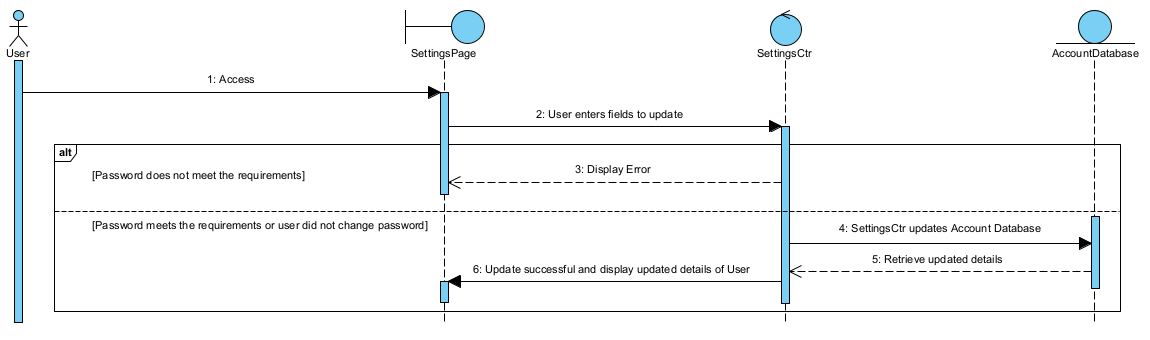 User
SettingsPage
SettingsCtr
AccountDatabase
1: Access
2: User enters fields to update
alt
3: Display Error
[Password does not meet the requirements]
[Password meets the requirements or user did not change password]
4: SettingsCtr updates Account Database
5: Retrieve updated details
6: Update successful and display updated details of User